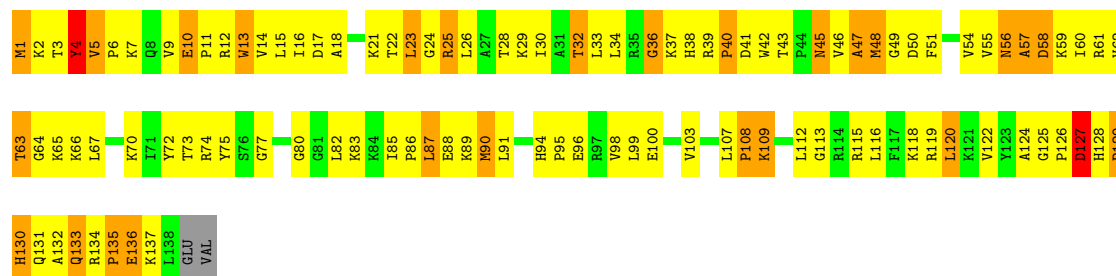 M1 K2 T3 Y4 V5 P6 K7 Q8 V9 E10 P11 R12 W13 V14 L15 I16 D17 A18 K21 T22 L23 G24 R25 L26 A27 T28 K29 I30 A31 T32 L33 L34 R35 G36 K37 H38 R39 P40 D41 W42 T43 P44 N45 V46 A47 M48 G49 D50 F51 V54 V55 N56 A57 D58 K59 I60 R61
T63 G64 K65 K66 L67 K70 I71 Y72 T73 R74 Y75 S76 G77 G80 G81 L82 K83 K84 I85 P86 L87 E88 K89 M90 L91 H94 P95 E96 R97 V98 L99 E100 V103 L107 P108 K109 L112 G113 R114 R115 L116 F117 K118 R119 L120 K121 V122 Y123 A124 G125 P126 D127 H128
H130 Q131 A132 Q133 R134 P135 E136 K137 L138 GLU VAL